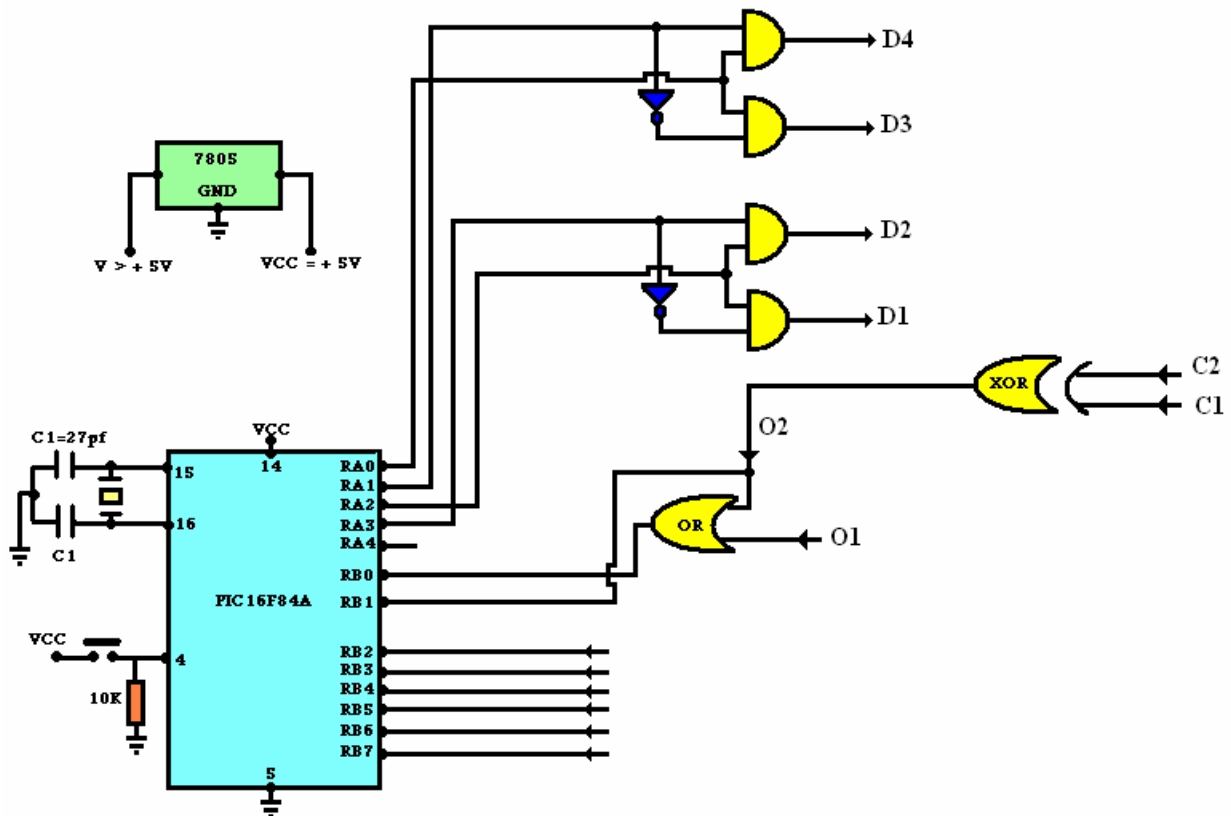 D4
D3
7805
GND
V > + 5V
VCC = + 5V
D2
D1
XOR
C2
C1
O2
C1=27pf
VCC
15
14
RA0
RA1
RA2
RA3
RA4
16
C1
OR
O1
RB0
RB1
PIC16F84A
VCC
4
10K
RB2
RB3
RB4
RB5
RB6
RB7
5